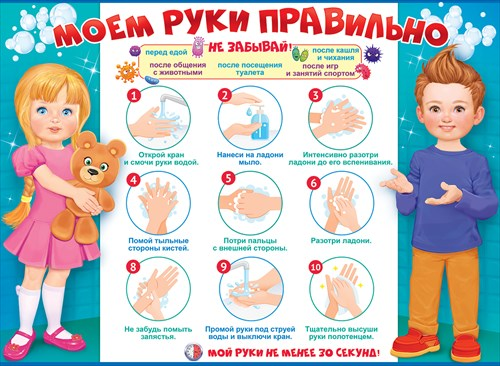 МОЕМ РУКИ ПРАВИЛЬНО
НЕ ЗАБЫВАЙ!
перед едой
после кашля
и чихания
после общения
с животными
после посещения
туалета
после игр
и занятий спортом
1
Открой кран
и смочи руки водой.
2
Нанеси на ладони
мыло.
3
Интенсивно разотри
ладони до его вспенивания.
4
Помой тыльные
стороны кистей.
5
Потри пальцы
с внешней стороны.
6
Разотри ладони.
8
Не забудь помыть
запястья.
9
Промой руки под струей
воды и выключи кран.
10
Тщательно высуши
руки полотенцем.
МОЙ РУКИ НЕ МЕНЕЕ 30 СЕКУНД!